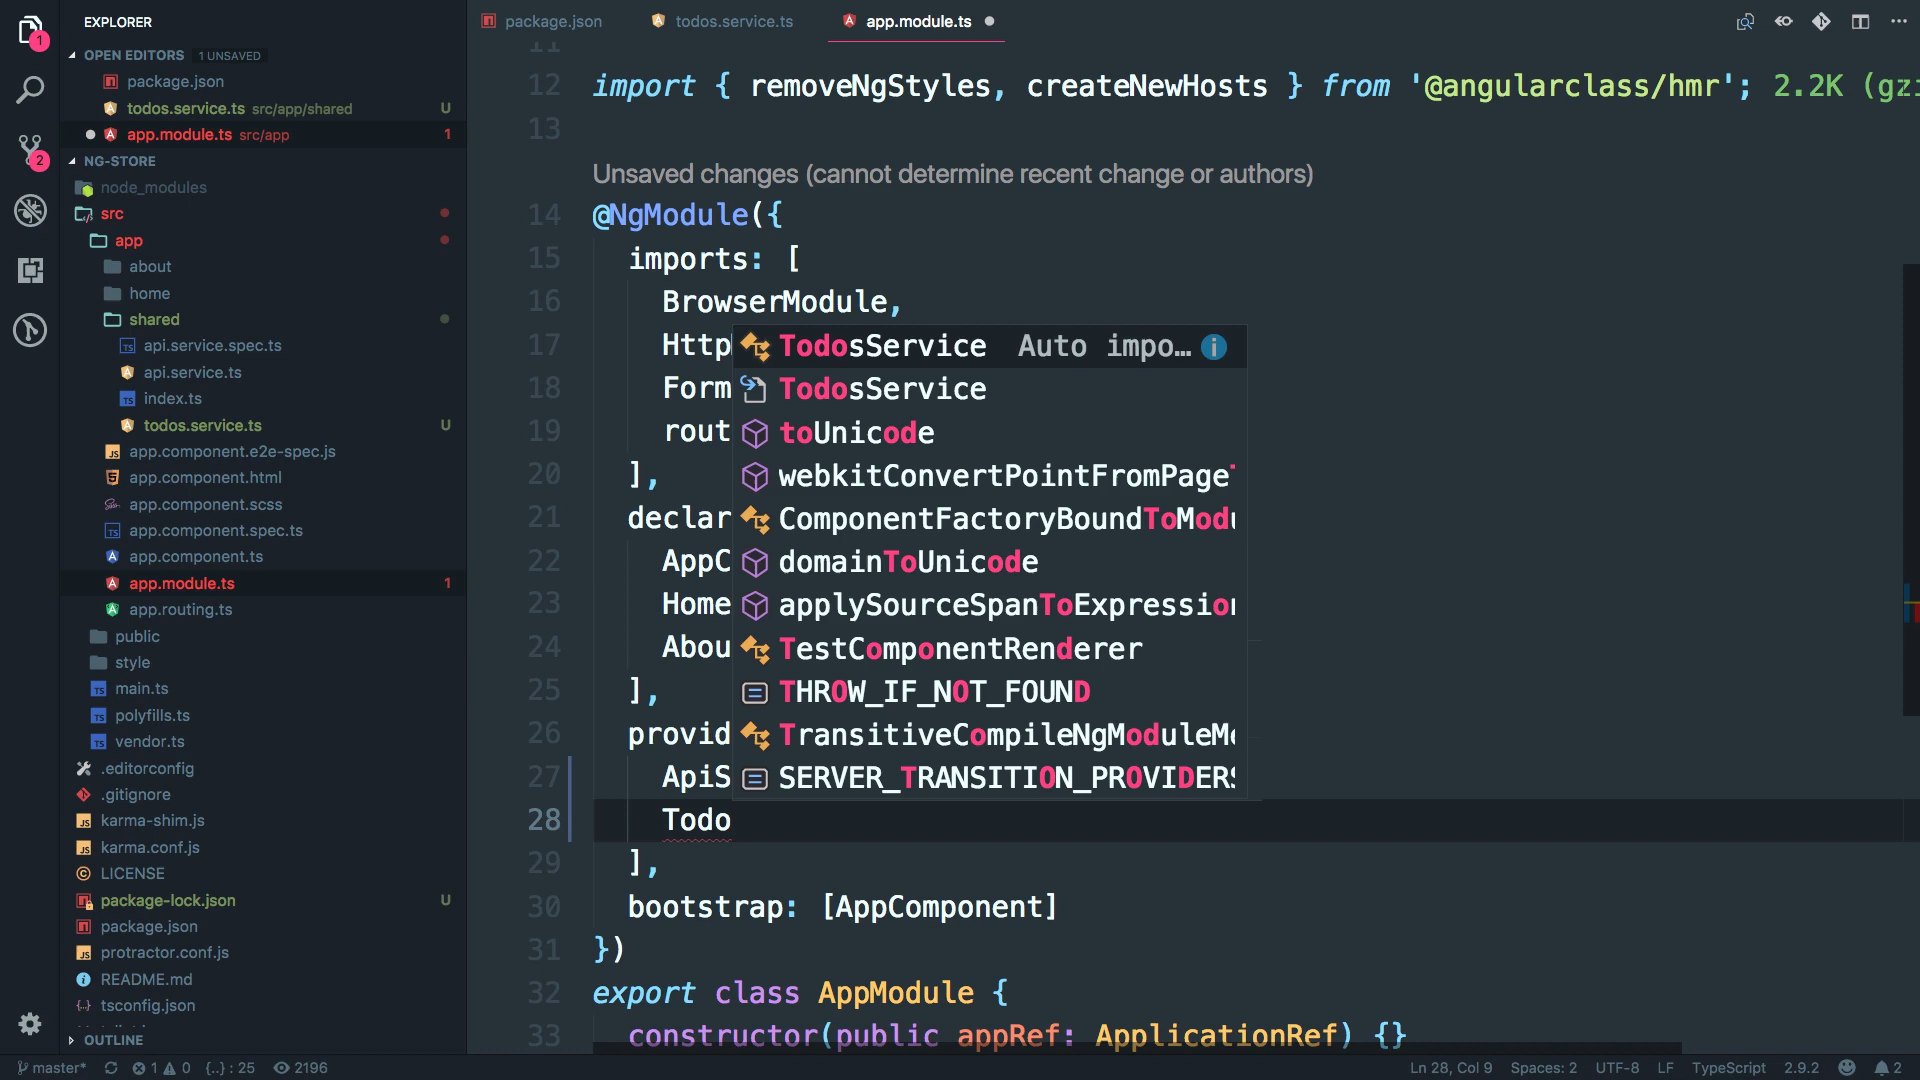 EXPLORER
OPEN EDITORS 1 UNSAVED
package.json
todos.service.ts src/app/shared U
app.module.ts src/app 1
NG-STORE
node_modules
src
app
about
home
shared
api.service.spec.ts
api.service.ts
index.ts
todos.service.ts U
app.component.e2e-spec.js
app.component.html
app.component.scss
app.component.spec.ts
app.component.ts
app.module.ts 1
app.routing.ts
public
style
main.ts
polyfills.ts
vendor.ts
.editorconfig
.gitignore
karma-shim.js
karma.conf.js
LICENSE
package-lock.json U
package.json
protractor.conf.js
README.md
tsconfig.json
OUTLINE
1
2
package.json todos.service.ts app.module.ts
11
12 import { removeNgStyles, createNewHosts } from '@angularclass/hmr'; 2.2K (gzi
13
Unsaved changes (cannot determine recent change or authors)
14 @NgModule({
15 imports: [
16 BrowserModule,
17 Http
18 Form
19 rout
20 ],
21 declar
22 AppC
23 Home
24 Abou
25 ],
26 provid
27 ApiS
28 Todo
29 ],
30 bootstrap: [AppComponent]
31 })
32 export class AppModule {
33 constructor(public appRef: ApplicationRef) {}
TodosService Auto impo…
TodosService
toUnicode
webkitConvertPointFromPage
ComponentFactoryBoundToModu
domainToUnicode
applySourceSpanToExpression
TestComponentRenderer
THROW_IF_NOT_FOUND
TransitiveCompileNgModuleMe
SERVER_TRANSITION_PROVIDERS
master* 1 0 {..} : 25 2196 Ln 28, Col 9 Spaces: 2 UTF-8 LF TypeScript 2.9.2 2